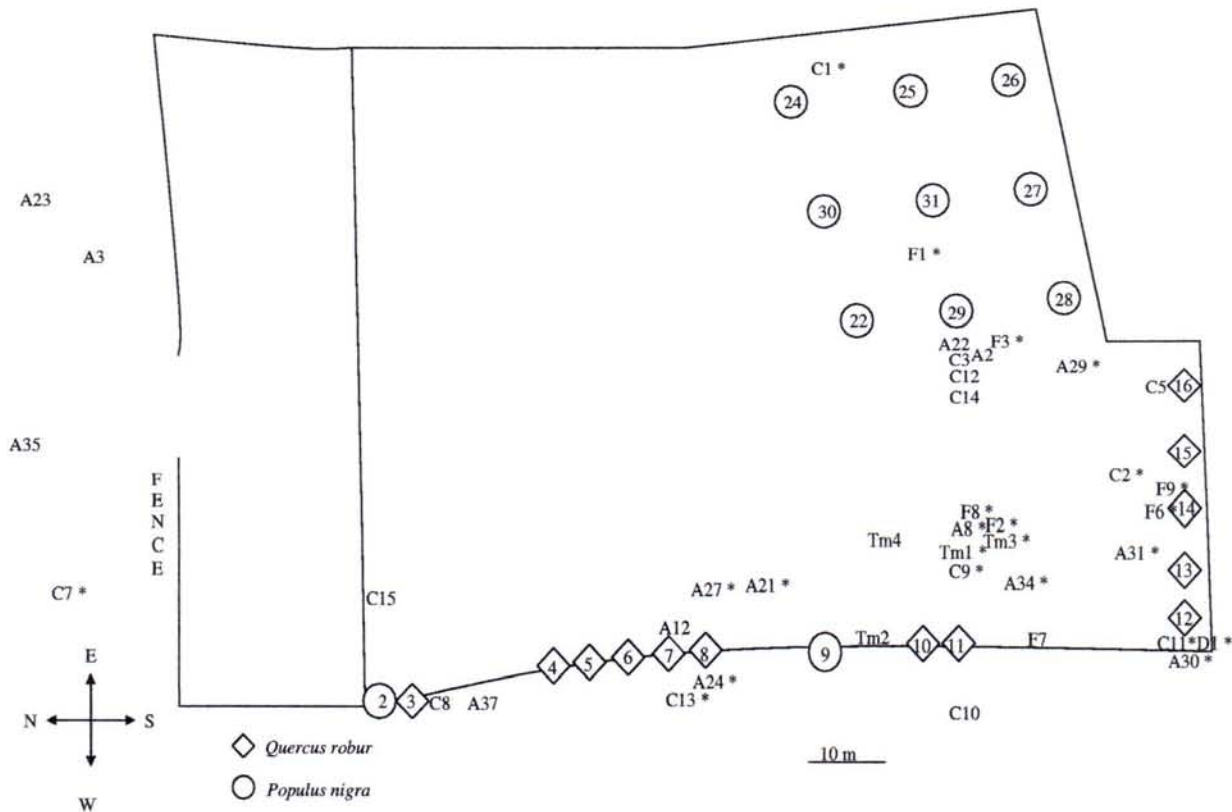 C1 *
26
25
24
A23
27
31
30
F1 *
A3
28
29
22
A22 F3 *
C3 A2
A29 *
C12
C5 16
C14
A35
15
C2 *
F
E
N
C
E
F9 *
F6 * 14
F8 *
A8 * F2 *
Tm4 Tm3 *
Tm1 *
A31 *
C9 *
13
A27 * A21 *
A34 *
C7 *
C15
12
A12
Tm2 10 11 F7
C11 * D1 *
4 5 6 7 8 9
A30 *
E
A24 *
2 3 C8 A37
C13 *
C10
N S
Quercus robur
10 m
Populus nigra
W